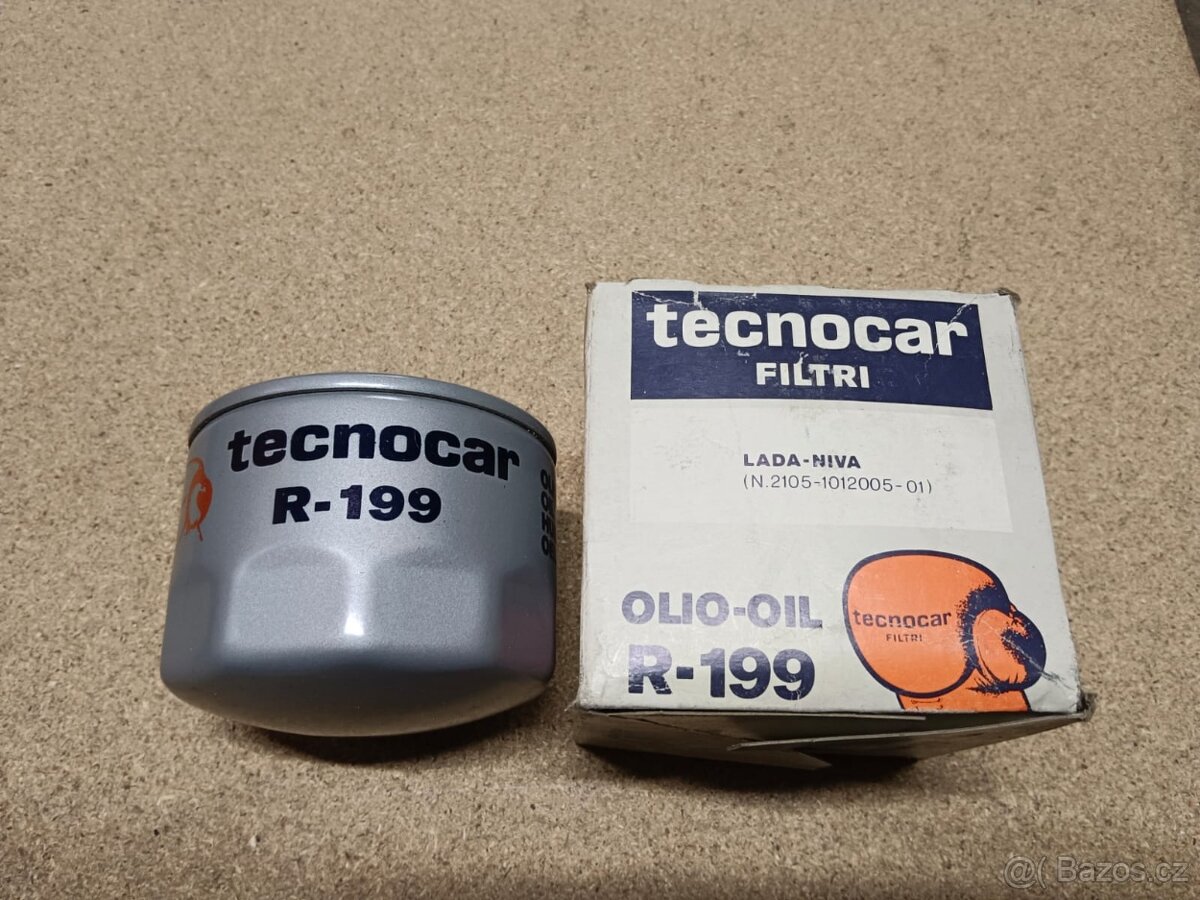 tecnocar
R-199
tecnocar
FILTRI
LADA-NIVA
(N.2105-1012005-01)
OLIO-OIL
R-199
tecnocar
FILTRI
@( Bazos.cz